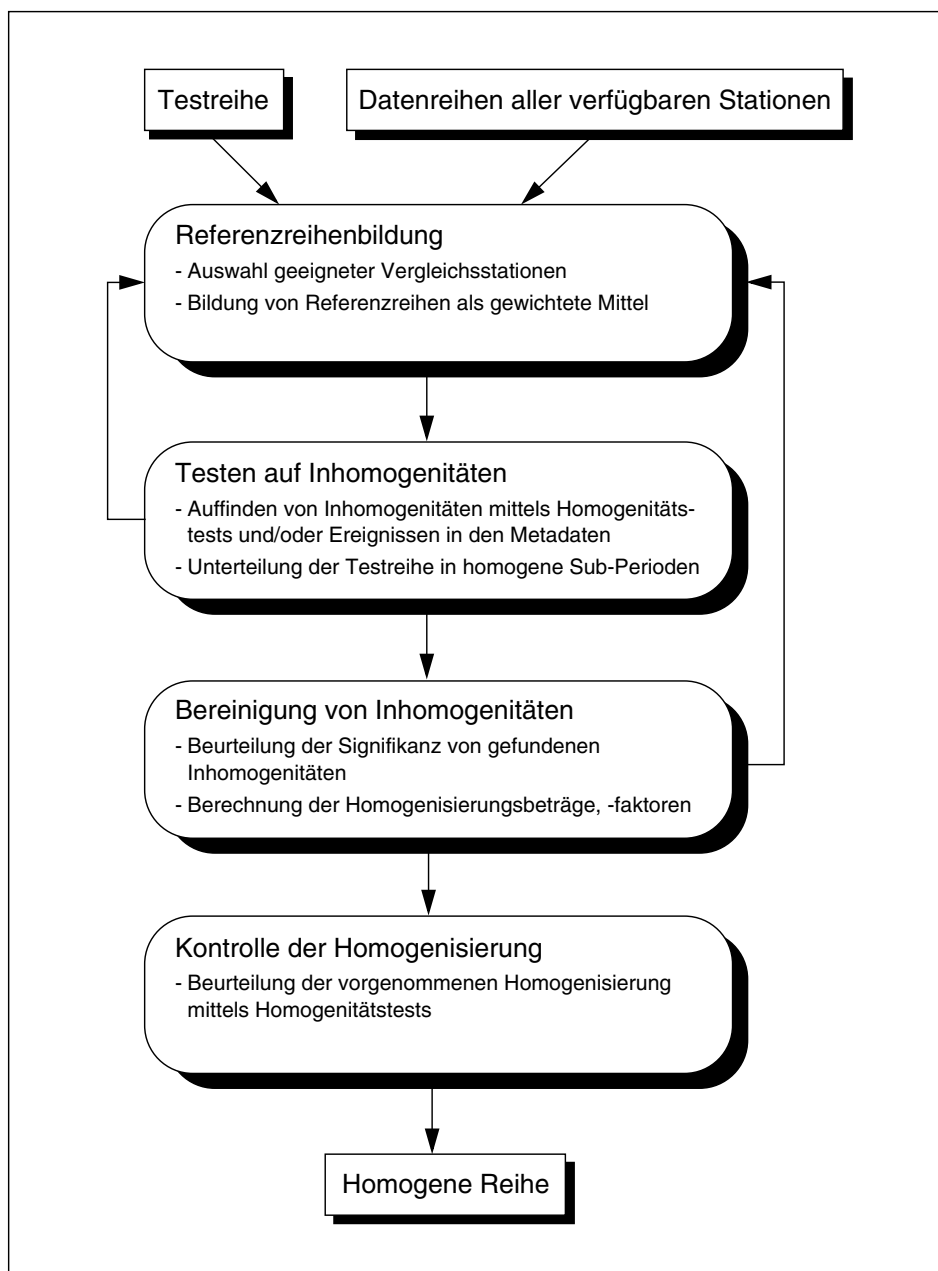 Testreihe
Datenreihen aller verfügbaren Stationen
Referenzreihenbildung
- Auswahl geeigneter Vergleichsstationen
- Bildung von Referenzreihen als gewichtete Mittel
Testen auf Inhomogenitäten
- Auffinden von Inhomogenitäten mittels Homogenitäts-
tests und/oder Ereignissen in den Metadaten
- Unterteilung der Testreihe in homogene Sub-Perioden
Bereinigung von Inhomogenitäten
- Beurteilung der Signifikanz von gefundenen
Inhomogenitäten
- Berechnung der Homogenisierungsbeträge, -faktoren
Kontrolle der Homogenisierung
- Beurteilung der vorgenommenen Homogenisierung
mittels Homogenitätstests
Homogene Reihe